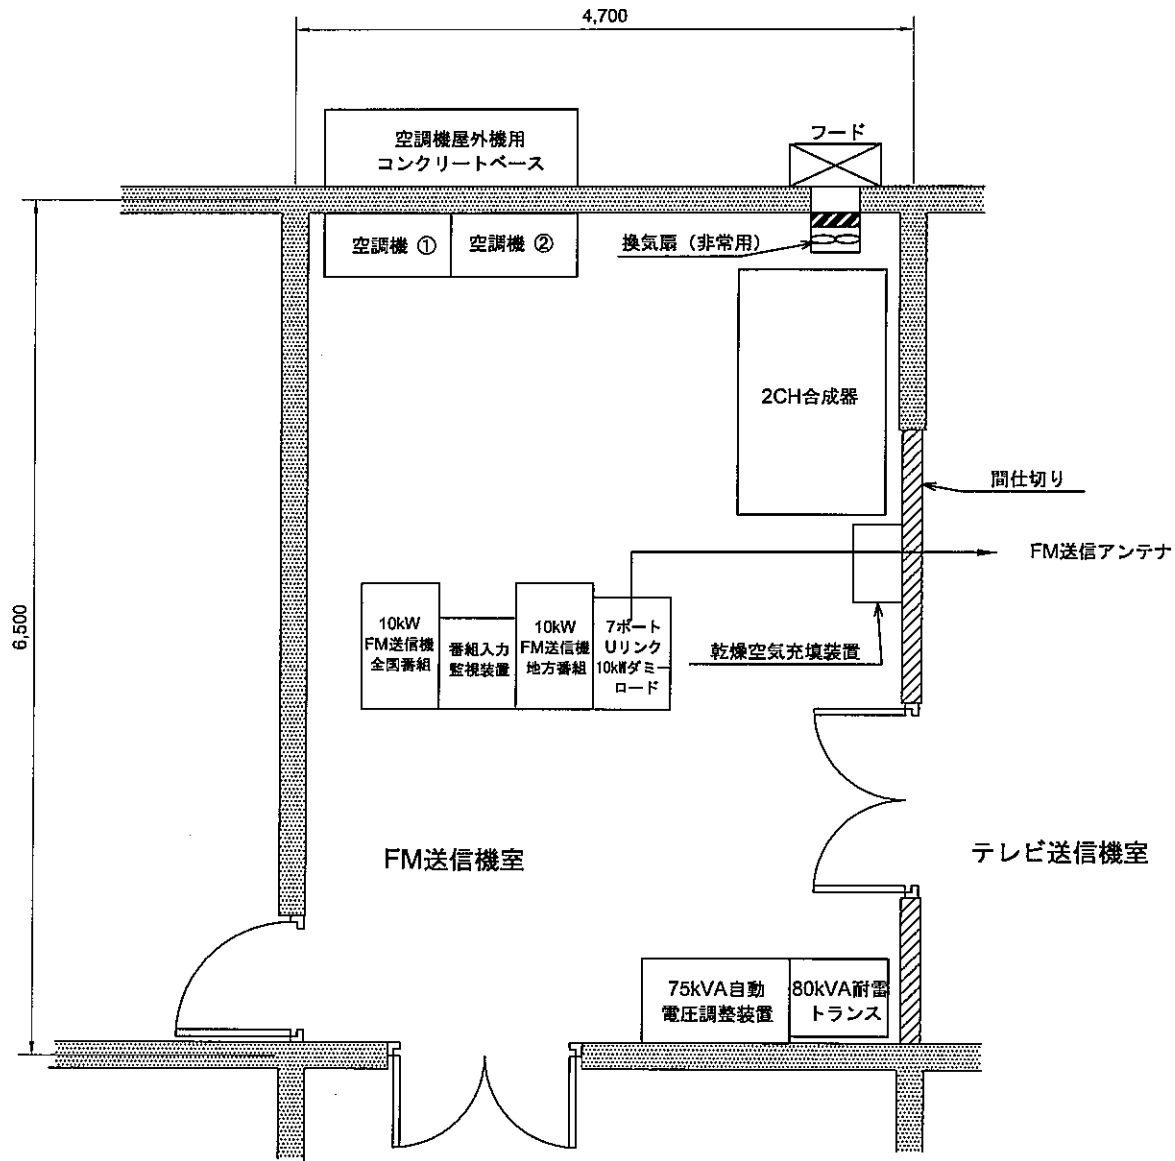 4,700
空調機屋外機用
コンクリートベース
フード
空調機 ①
空調機 ②
換気扇（非常用）
2CH合成器
間仕切り
FM送信アンテナ
6,500
10kW
FM送信機
全国番組
番組入力
監視装置
10kW
FM送信機
地方番組
7ポート
Uリンク
10kWダミー
ロード
乾燥空気充填装置
FM送信機室
テレビ送信機室
75kVA自動
電圧調整装置
80kVA耐雷
トランス